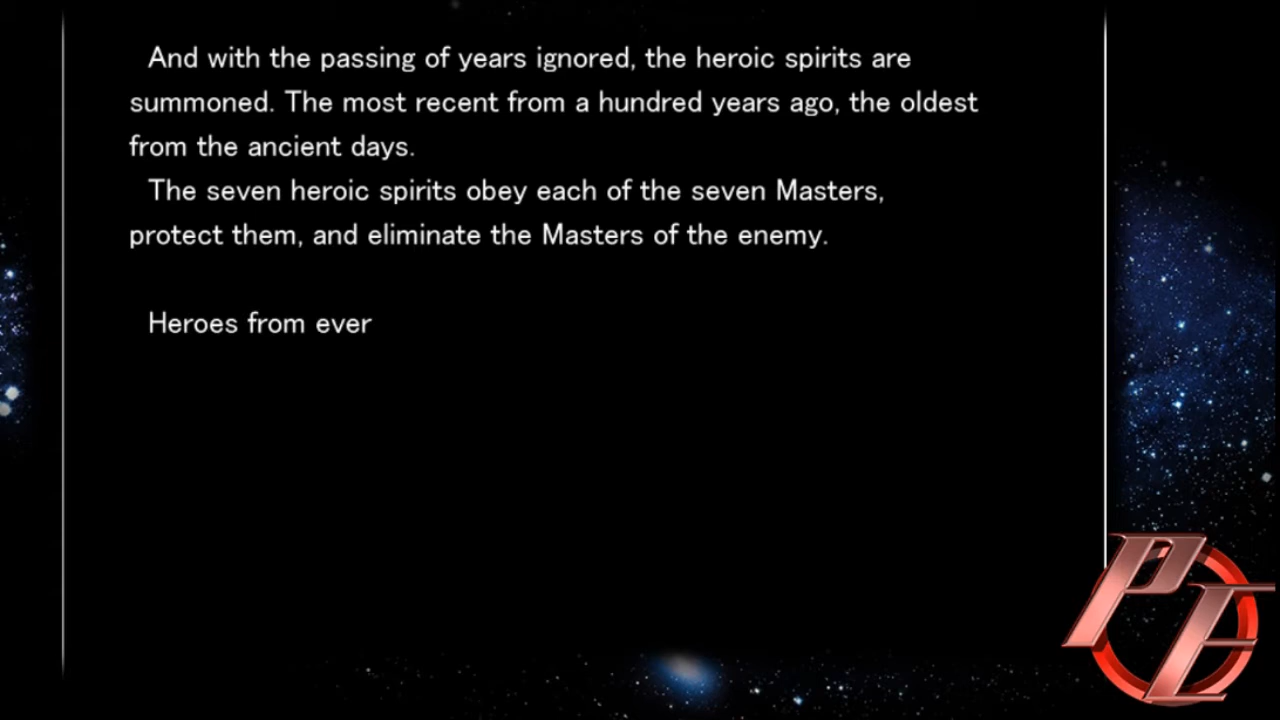 And with the passing of years ignored, the heroic spirits are
summoned. The most recent from a hundred years ago, the oldest
from the ancient days.
The seven heroic spirits obey each of the seven Masters,
protect them, and eliminate the Masters of the enemy.
Heroes from ever
PE